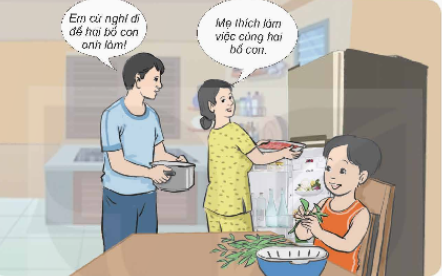 Em cứ nghỉ đi
để hai bố con
anh làm!
Mẹ thích làm
việc cùng hai
bố con.